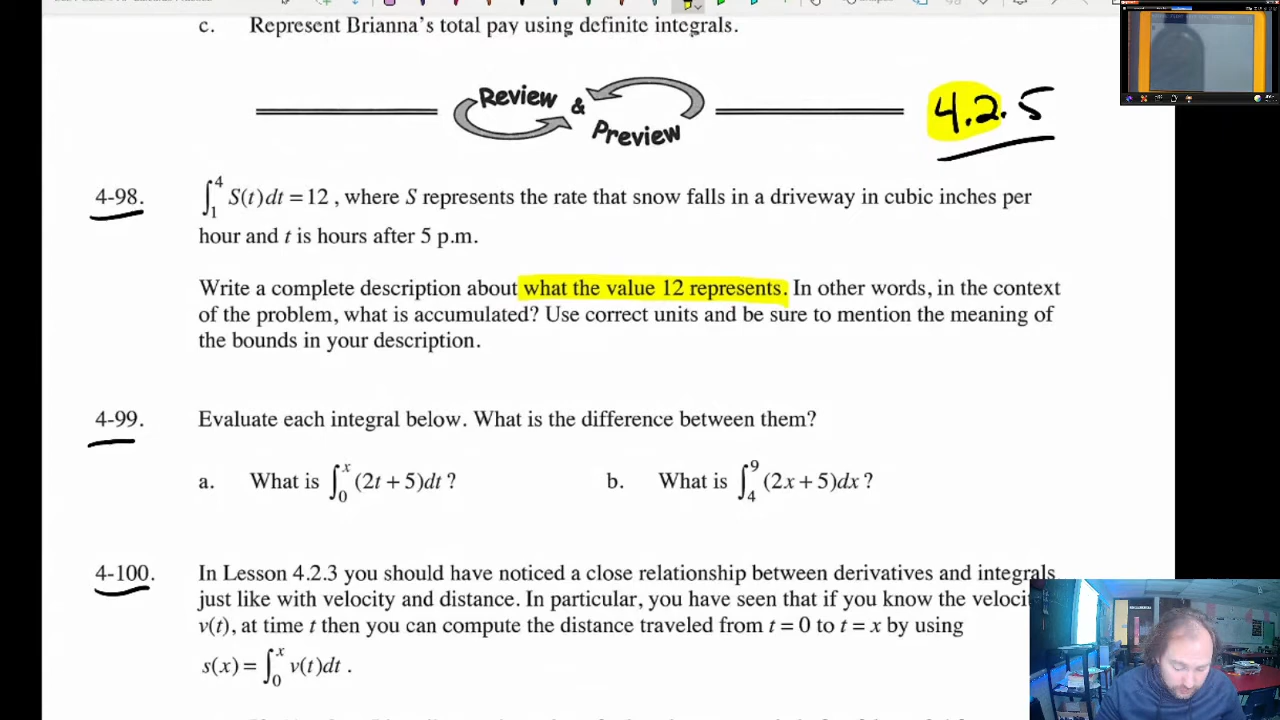 c. Represent Brianna's total pay using definite integrals.
Review & Preview
4.2.5
4-98. ∫₁⁴ S(t)dt = 12 , where S represents the rate that snow falls in a driveway in cubic inches per
hour and t is hours after 5 p.m.
Write a complete description about what the value 12 represents. In other words, in the context
of the problem, what is accumulated? Use correct units and be sure to mention the meaning of
the bounds in your description.
4-99. Evaluate each integral below. What is the difference between them?
a. What is ∫₀ˣ (2t + 5)dt ? b. What is ∫₄⁹ (2x + 5)dx ?
4-100. In Lesson 4.2.3 you should have noticed a close relationship between derivatives and integrals
just like with velocity and distance. In particular, you have seen that if you know the veloci
v(t), at time t then you can compute the distance traveled from t = 0 to t = x by using
s(x) = ∫₀ˣ v(t)dt .